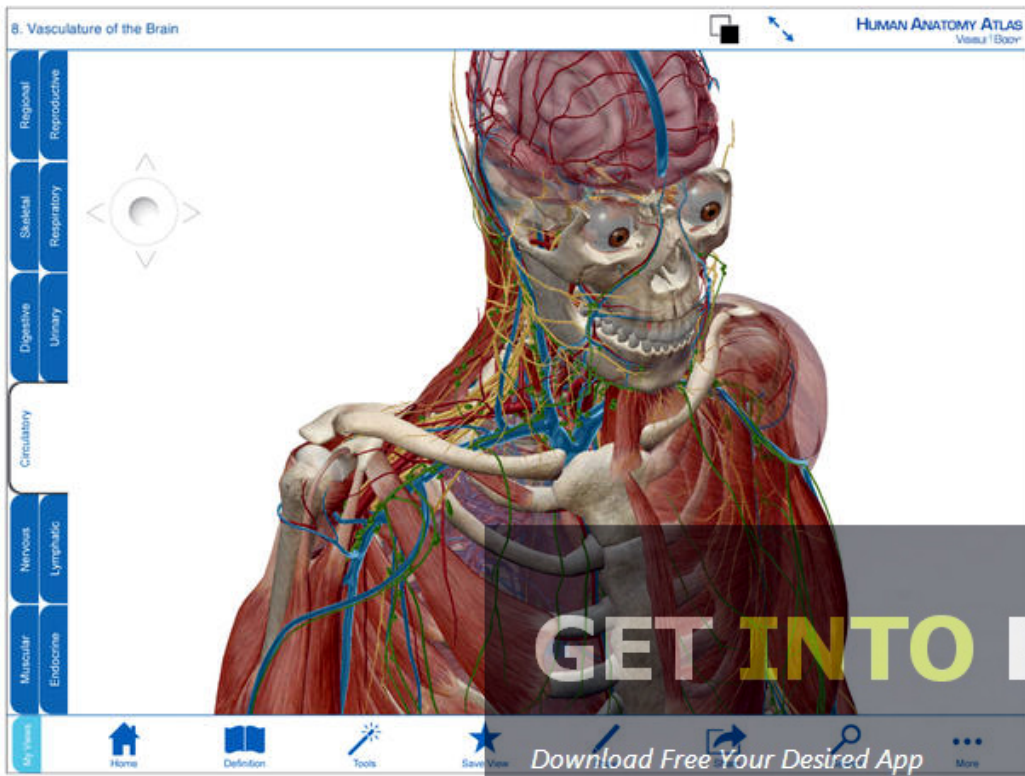 8. Vasculature of the Brain
HUMAN ANATOMY ATLAS
VISIBLE BODY
Regional
Reproductive
Skeletal
Respiratory
Digestive
Urinary
Circulatory
Nervous
Lymphatic
Muscular
Endocrine
My Views
Home
Definition
Tools
Save View
More
GET INTO
Download Free Your Desired App